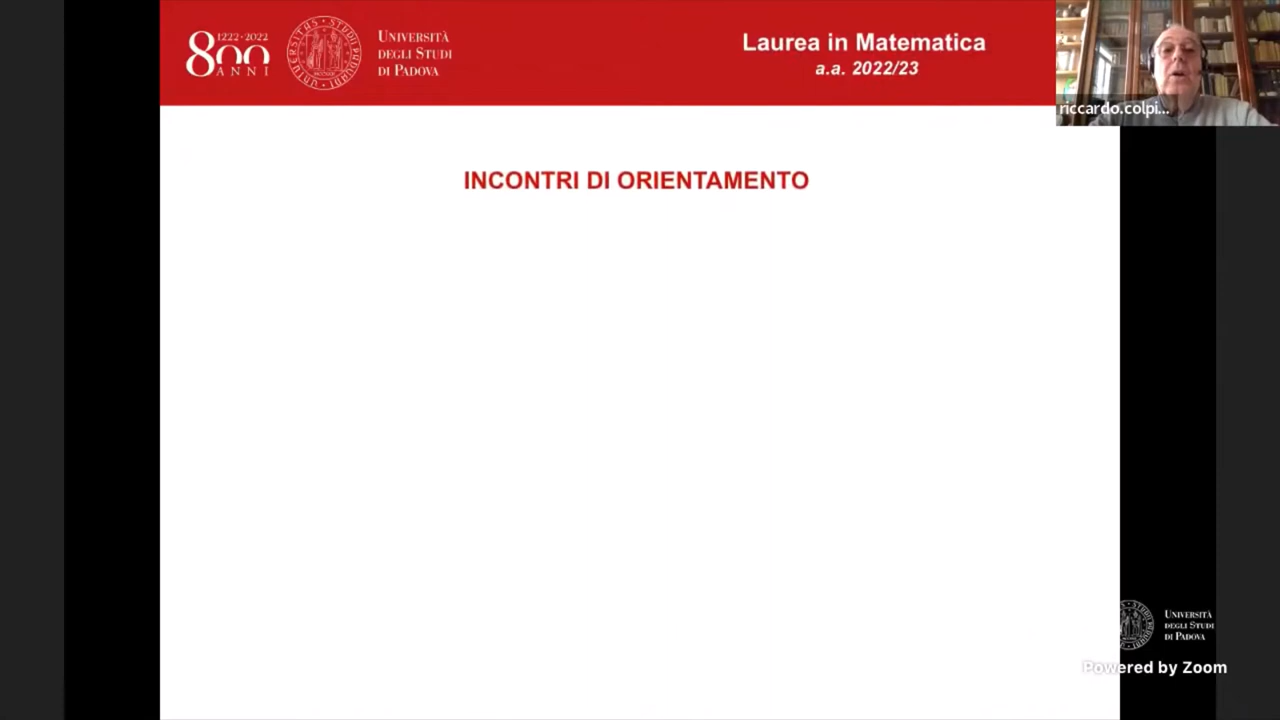 1222·2022
800
ANNI
UNIVERSITÀ
DEGLI STUDI
DI PADOVA
Laurea in Matematica
a.a. 2022/23
riccardo.colpi...
INCONTRI DI ORIENTAMENTO
UNIVERSITÀ
DEGLI STUDI
DI PADOVA
Powered by Zoom